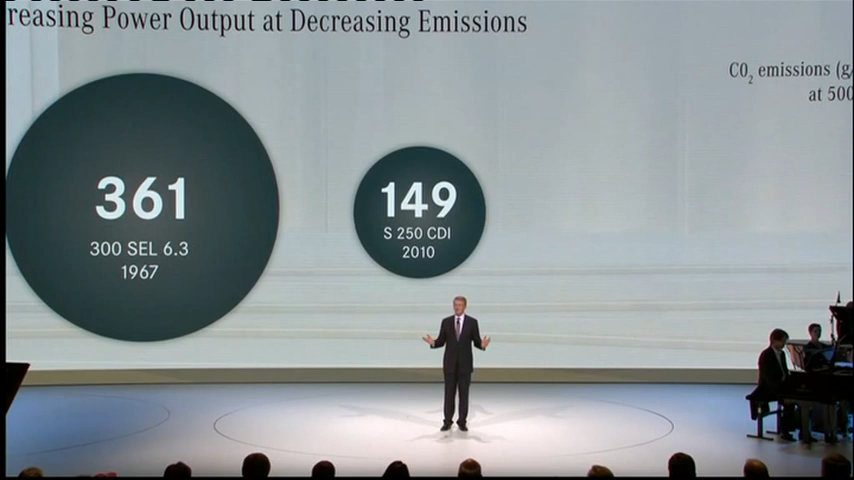 reasing Power Output at Decreasing Emissions
CO2 emissions (g/
at 500
361
300 SEL 6.3
1967
149
S 250 CDI
2010